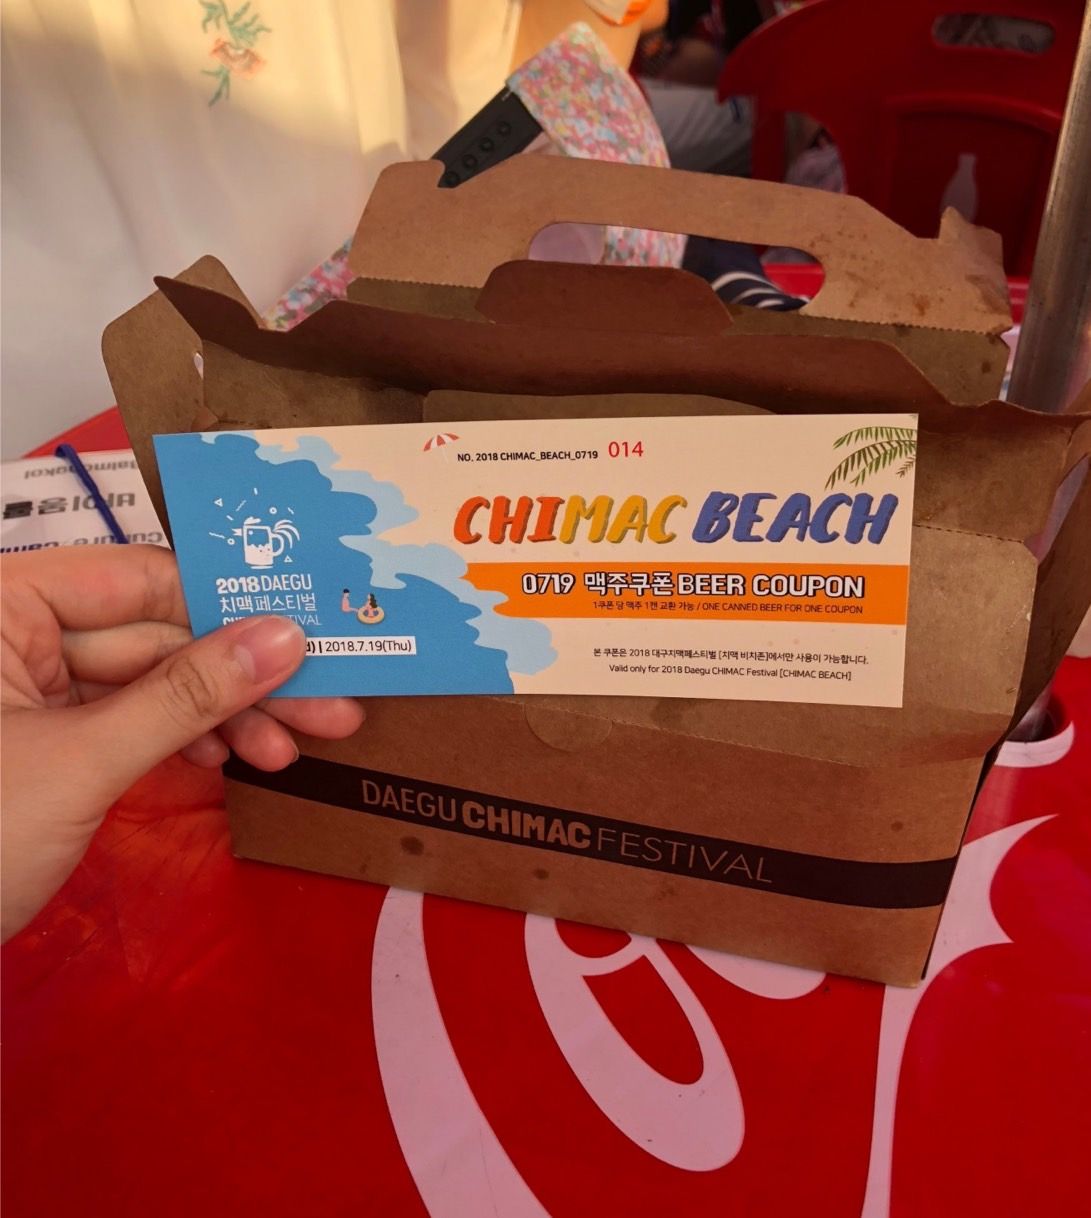 NO. 2018 CHIMAC_BEACH_0719 014
CHIMAC BEACH
0719 맥주쿠폰 BEER COUPON
1쿠폰 당 맥주 1캔 교환 가능 / ONE CANNED BEER FOR ONE COUPON
본 쿠폰은 2018 대구치맥페스티벌 [치맥 비치존]에서만 사용이 가능합니다.
Valid only for 2018 Daegu CHIMAC Festival [CHIMAC BEACH]
2018 DAEGU
치맥페스티벌
| 2018.7.19(Thu)
DAEGU CHIMAC FESTIVAL